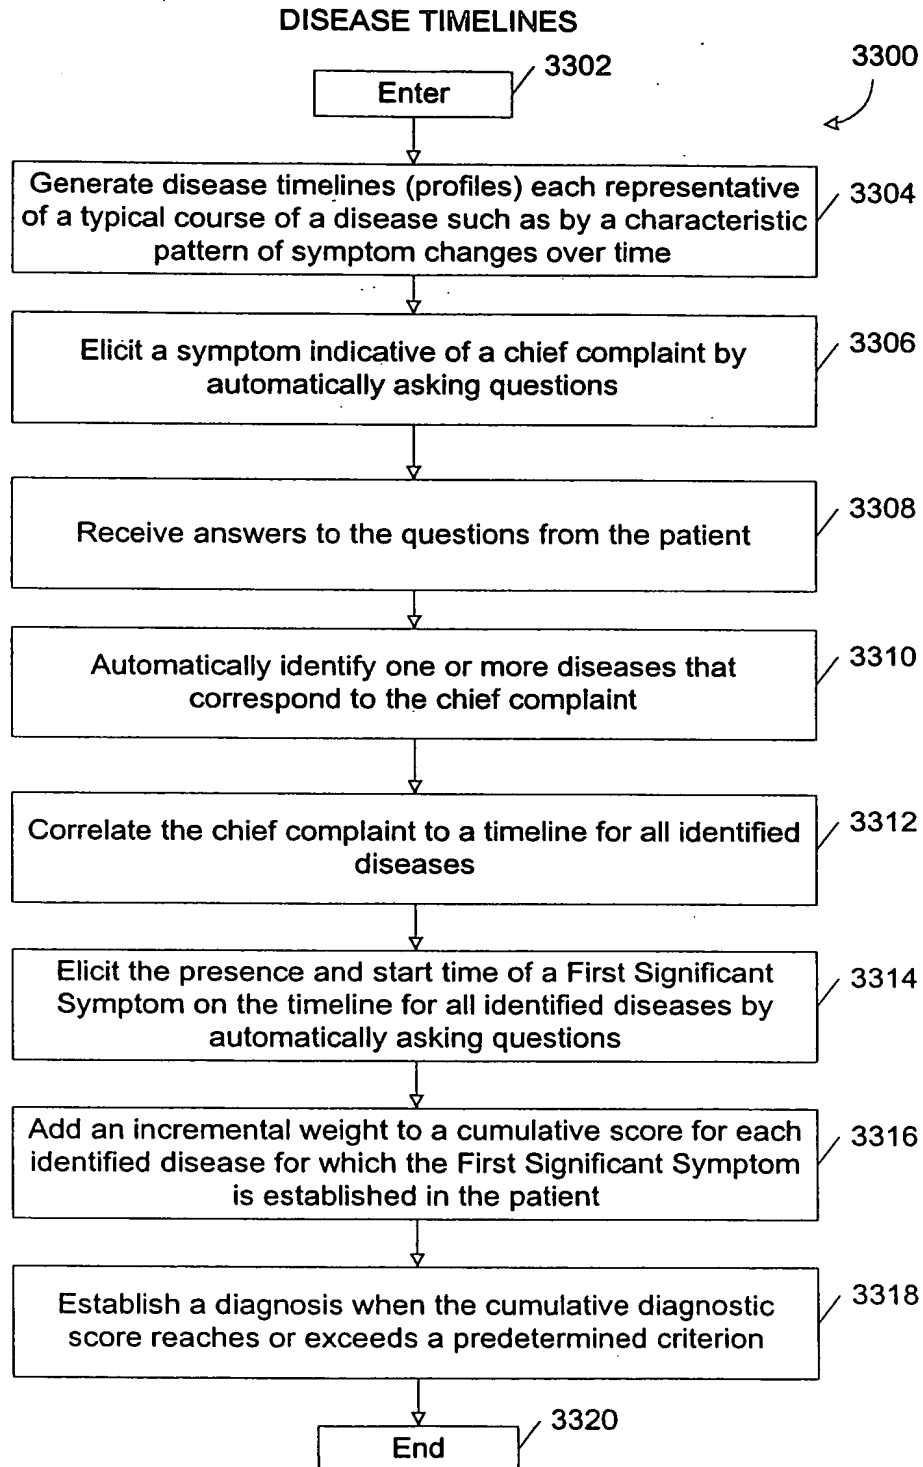 DISEASE TIMELINES
3300
3302
Enter
Generate disease timelines (profiles) each representative
of a typical course of a disease such as by a characteristic
pattern of symptom changes over time
3304
Elicit a symptom indicative of a chief complaint by
automatically asking questions
3306
Receive answers to the questions from the patient
3308
Automatically identify one or more diseases that
correspond to the chief complaint
3310
Correlate the chief complaint to a timeline for all identified
diseases
3312
Elicit the presence and start time of a First Significant
Symptom on the timeline for all identified diseases by
automatically asking questions
3314
Add an incremental weight to a cumulative score for each
identified disease for which the First Significant Symptom
is established in the patient
3316
Establish a diagnosis when the cumulative diagnostic
score reaches or exceeds a predetermined criterion
3318
3320
End